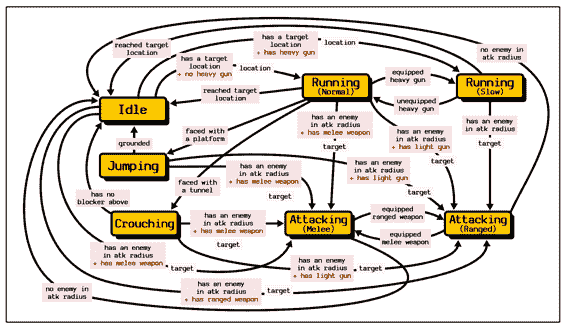 reached target
location
has a target
location
+ has heavy gun
location
no enemy in
atk radius
has a target
location
+ no heavy gun
location
Running
(Normal)
equipped
heavy gun
Running
(Slow)
reached target
location
unequipped
heavy gun
Idle
grounded
faced with
a platform
has an enemy
in atk radius
+ has melee weapon
target
has an enemy
in atk radius
+ has light gun
target
has an enemy
in atk radius
target
Jumping
has an enemy
in atk radius
+ has melee weapon
target
has an enemy
in atk radius
+ has light gun
target
faced with
a tunnel
has no
blocker above
Crouching
has an enemy
in atk radius
+ has melee weapon
target
Attacking
(Melee)
equipped
ranged weapon
equipped
melee weapon
Attacking
(Ranged)
has an enemy
in atk radius
+ has melee weapon
target
has an enemy
in atk radius
+ has light gun
target
no enemy in
atk radius
has an enemy
in atk radius
+ has ranged weapon
target